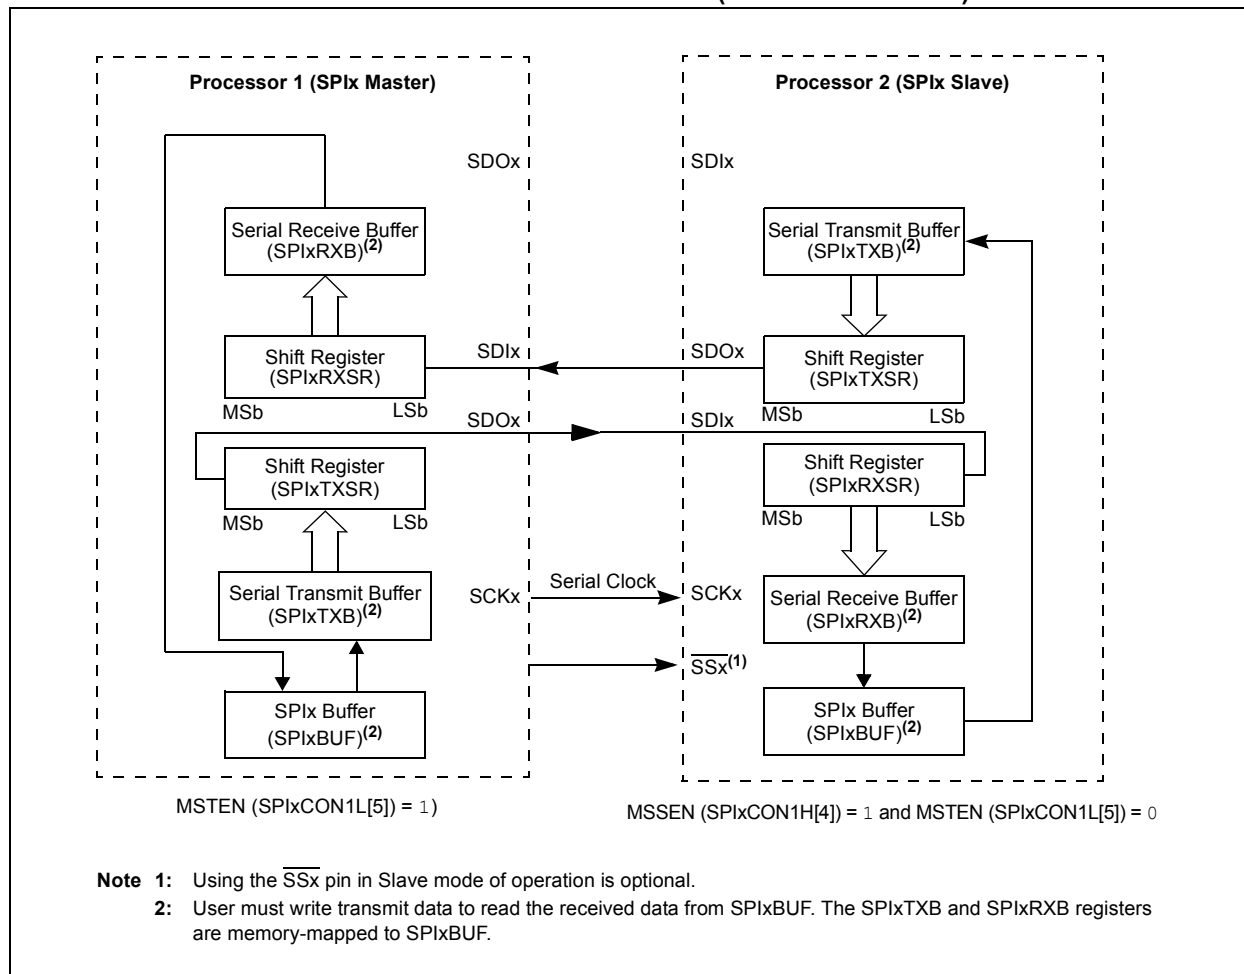 Processor 1 (SPIx Master)
Processor 2 (SPIx Slave)
SDOx
SDIx
Serial Receive Buffer
(SPIxRXB)(2)
Serial Transmit Buffer
(SPIxTXB)(2)
Shift Register
(SPIxRXSR)
SDIx
SDOx
Shift Register
(SPIxTXSR)
MSb
LSb
SDOx
SDIx
MSb
LSb
Shift Register
(SPIxTXSR)
Shift Register
(SPIxRXSR)
MSb
LSb
MSb
LSb
Serial Transmit Buffer
(SPIxTXB)(2)
SCKx
Serial Clock
SCKx
Serial Receive Buffer
(SPIxRXB)(2)
SSx(1)
SPIx Buffer
(SPIxBUF)(2)
SPIx Buffer
(SPIxBUF)(2)
MSTEN (SPIxCON1L[5]) = 1)
MSSEN (SPIxCON1H[4]) = 1 and MSTEN (SPIxCON1L[5]) = 0
Note 1: Using the SSx pin in Slave mode of operation is optional.
2: User must write transmit data to read the received data from SPIxBUF. The SPIxTXB and SPIxRXB registers
are memory-mapped to SPIxBUF.